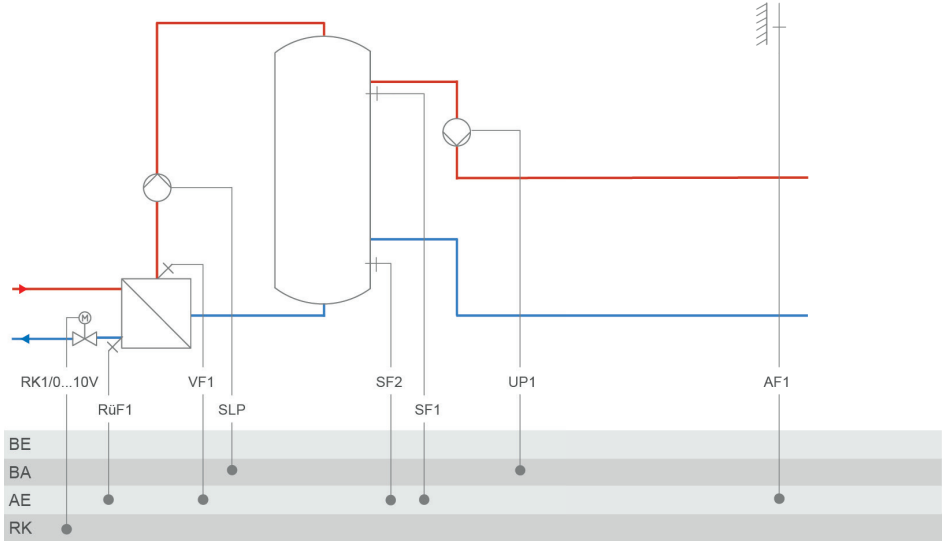 M
RK1/0...10V
VF1
SF2
UP1
AF1
RüF1
SLP
SF1
BE
BA
AE
RK